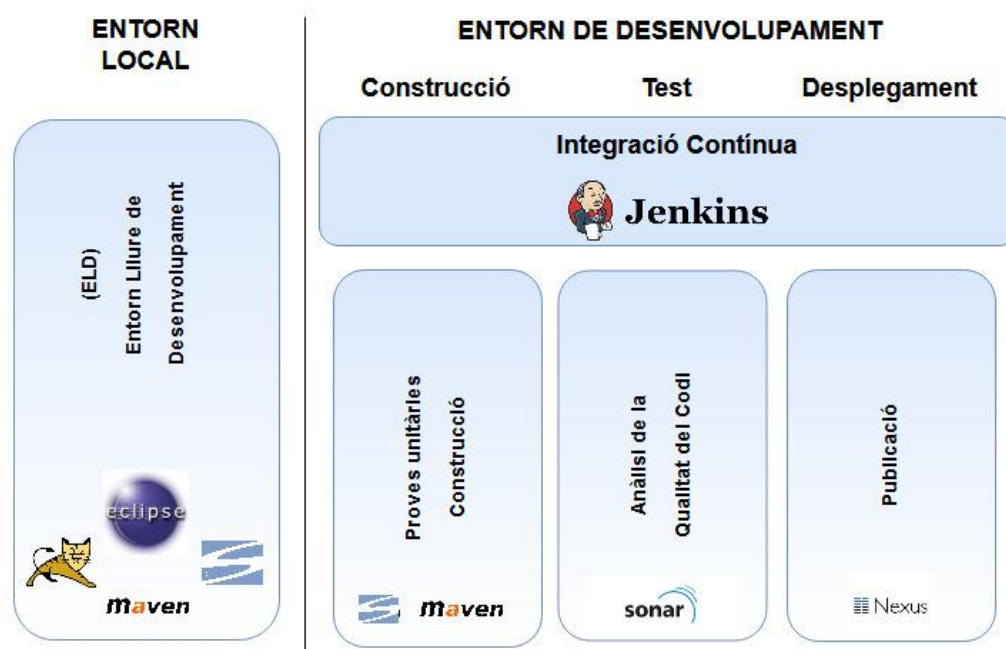 ENTORN
LOCAL
ENTORN DE DESENVOLUPAMENT
Construcció
Test
Desplegament
Integració Contínua
Jenkins
(ELD)
Entorn Lliure de
Desenvolupament
eclipse
maven
Proves unitàries
Construcció
maven
Anàlisi de la
Qualitat del Codi
sonar
Publicació
Nexus